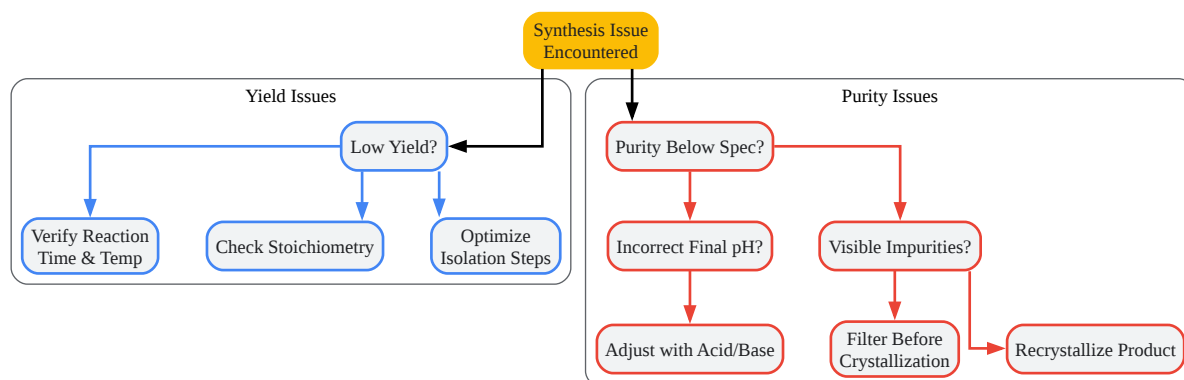 Synthesis Issue
Encountered
Yield Issues
Purity Issues
Low Yield?
Purity Below Spec?
Verify Reaction
Time & Temp
Check Stoichiometry
Optimize
Isolation Steps
Incorrect Final pH?
Visible Impurities?
Adjust with Acid/Base
Filter Before
Crystallization
Recrystallize Product